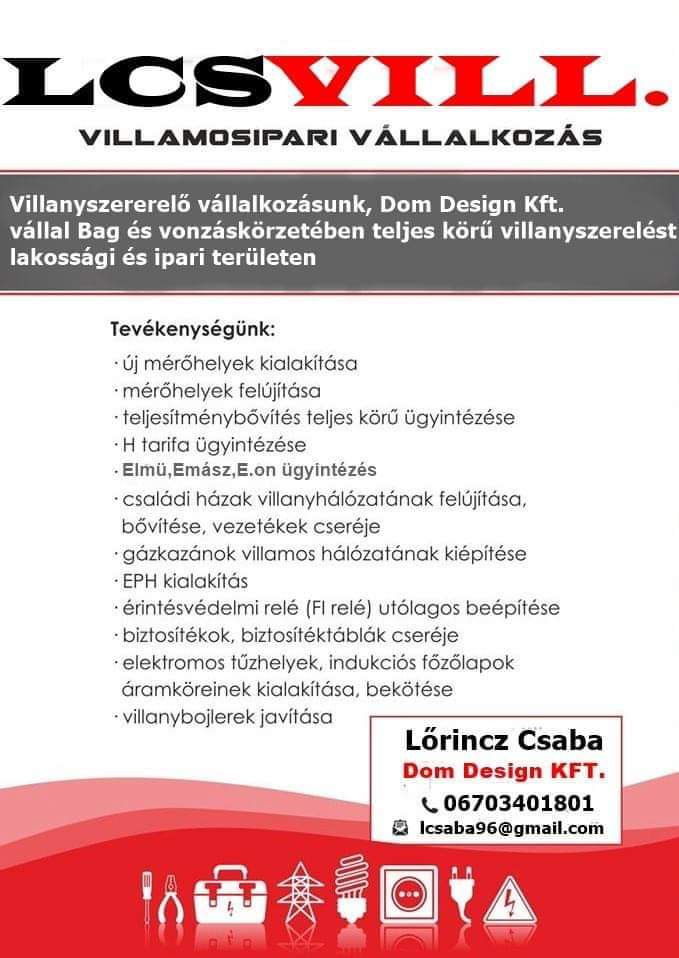 LCSVILL.
VILLAMOSIPARI VÁLLALKOZÁS
Villanyszererelő vállalkozásunk, Dom Design Kft.
vállal Bag és vonzáskörzetében teljes körű villanyszerelést
lakossági és ipari területen
Tevékenységünk:
· új mérőhelyek kialakítása
· mérőhelyek felújítása
· teljesítménybővítés teljes körű ügyintézése
· H tarifa ügyintézése
· Elmü,Emász,E.on ügyintézés
· családi házak villanyhálózatának felújítása,
bővítése, vezetékek cseréje
· gázkazánok villamos hálózatának kiépítése
· EPH kialakítás
· érintésvédelmi relé (FI relé) utólagos beépítése
· biztosítékok, biztosítéktáblák cseréje
· elektromos tűzhelyek, indukciós főzőlapok
áramköreinek kialakítása, bekötése
· villanybojlerek javítása
Lőrincz Csaba
Dom Design KFT.
06703401801
lcsaba96@gmail.com